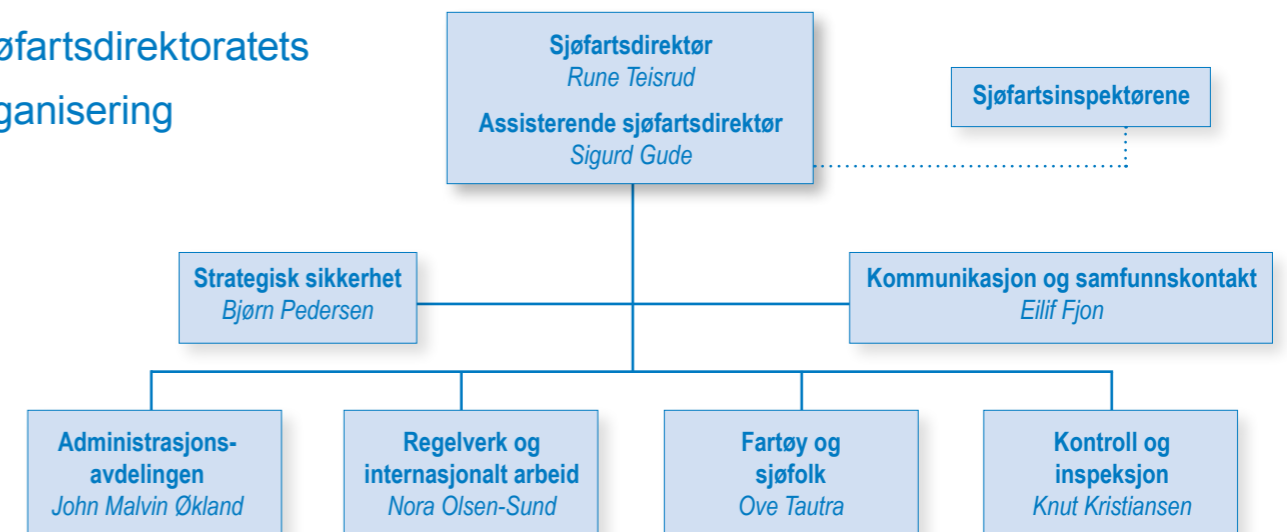 øfartsdirektoratets
ganisering
Sjøfartsdirektør
Rune Teisrud
Assisterende sjøfartsdirektør
Sigurd Gude
Sjøfartsinspektørene
Strategisk sikkerhet
Bjørn Pedersen
Kommunikasjon og samfunnskontakt
Eilif Fjon
Administrasjons-
avdelingen
John Malvin Økland
Regelverk og
internasjonalt arbeid
Nora Olsen-Sund
Fartøy og
sjøfolk
Ove Tautra
Kontroll og
inspeksjon
Knut Kristiansen